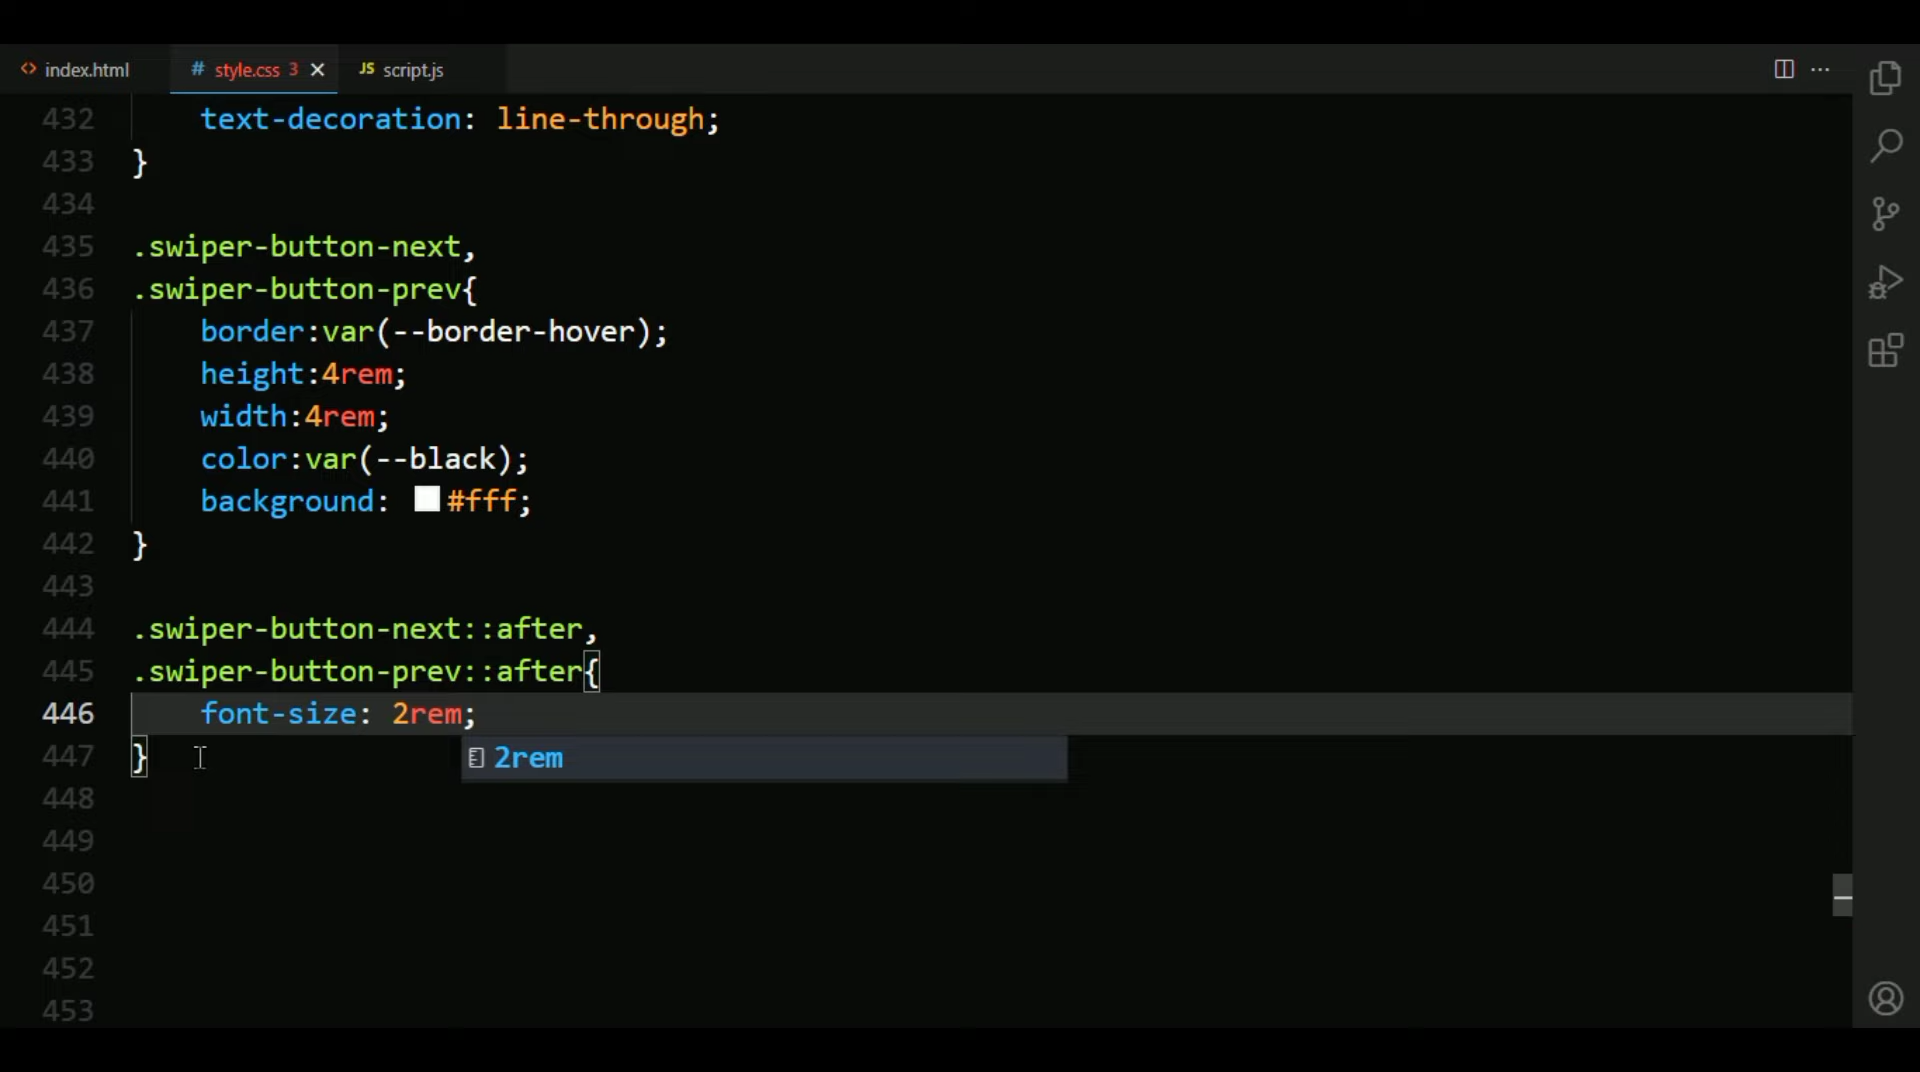 index.html style.css 3 JS script.js
432 text-decoration: line-through;
433 }
434
435 .swiper-button-next,
436 .swiper-button-prev{
437 border:var(--border-hover);
438 height:4rem;
439 width:4rem;
440 color:var(--black);
441 background: #fff;
442 }
443
444 .swiper-button-next::after,
445 .swiper-button-prev::after{
446 font-size: 2rem;
447 } 2rem
448
449
450
451
452
453